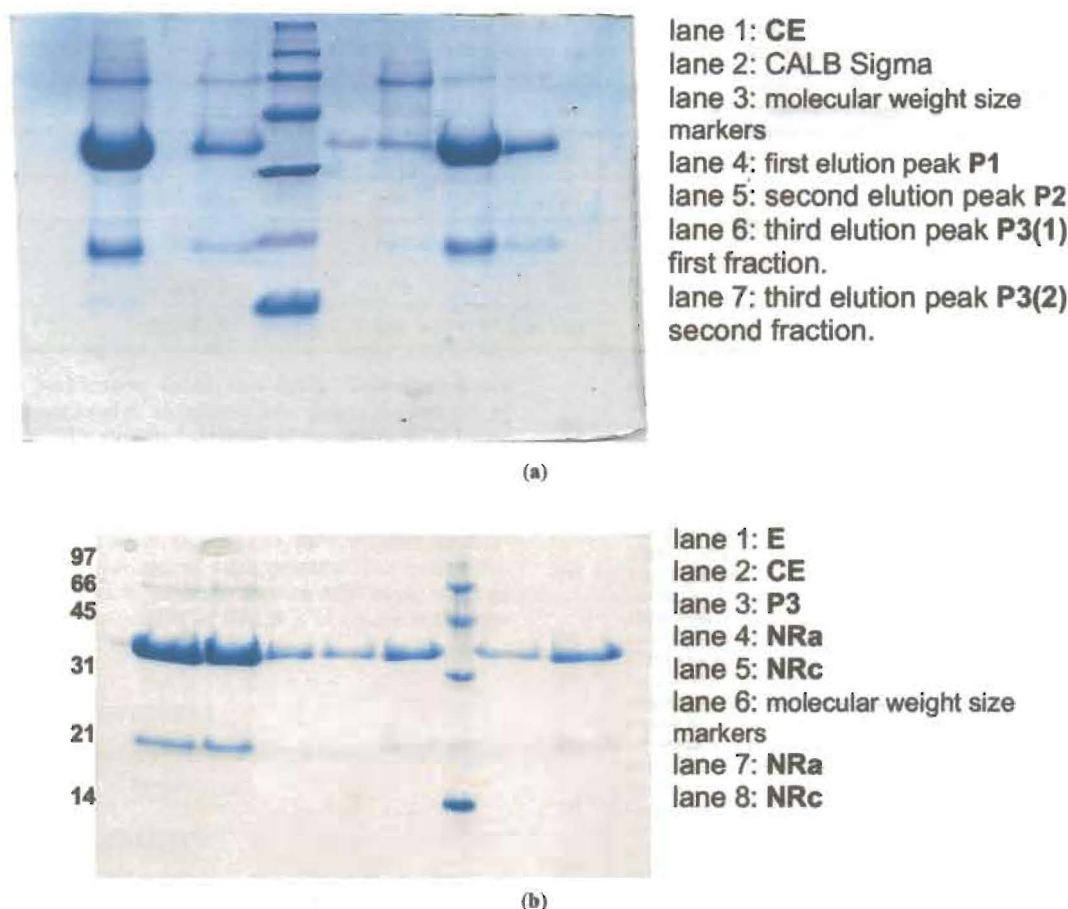 lane 1: CE
lane 2: CALB Sigma
lane 3: molecular weight size
markers
lane 4: first elution peak P1
lane 5: second elution peak P2
lane 6: third elution peak P3(1)
first fraction.
lane 7: third elution peak P3(2)
second fraction.
(a)
97
66
45
31
21
14
lane 1: E
lane 2: CE
lane 3: P3
lane 4: NRa
lane 5: NRc
lane 6: molecular weight size
markers
lane 7: NRa
lane 8: NRc
(b)